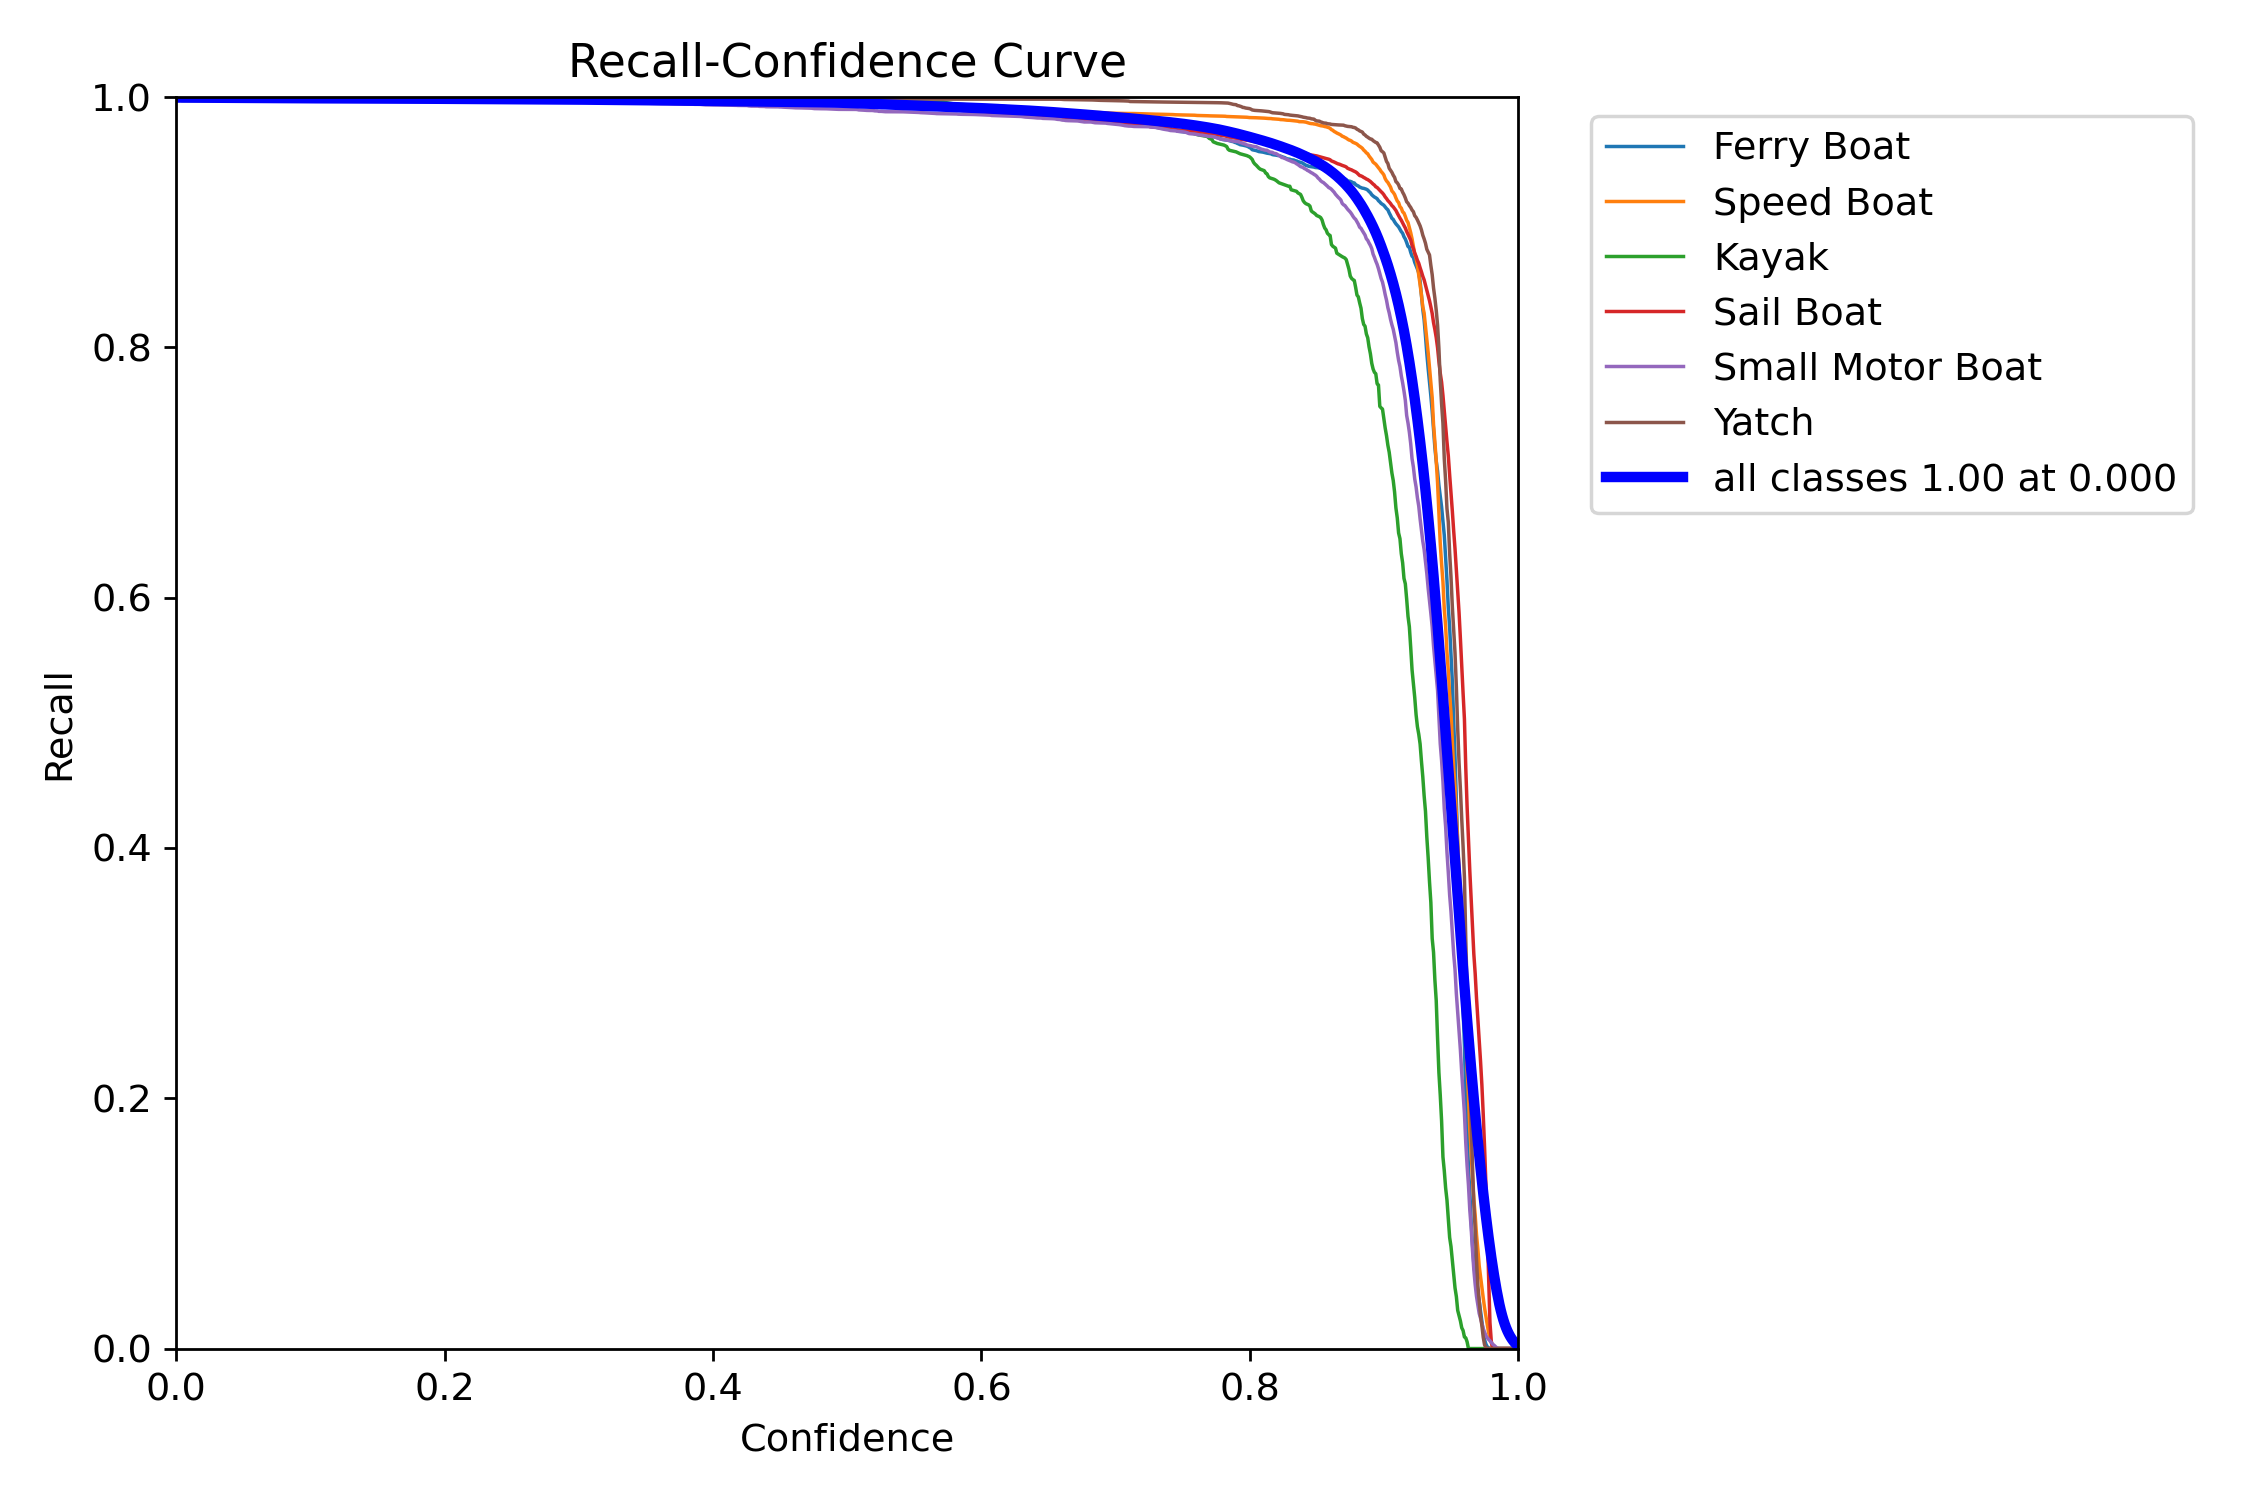 Recall-Confidence Curve
1.0
0.8
0.6
0.4
0.2
0.0
Recall
0.0 0.2 0.4 0.6 0.8 1.0
Confidence
Ferry Boat
Speed Boat
Kayak
Sail Boat
Small Motor Boat
Yatch
all classes 1.00 at 0.000